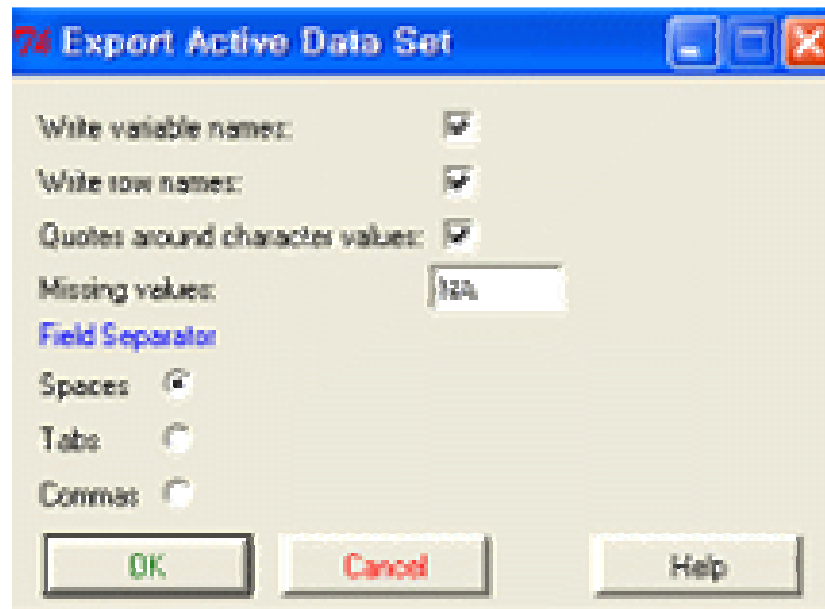 76 Export Active Data Set
Write variable names:
Write row names:
Quotes around character values:
Missing values:
Field Separator
Spaces
Tabs
Commas
OK Cancel Help